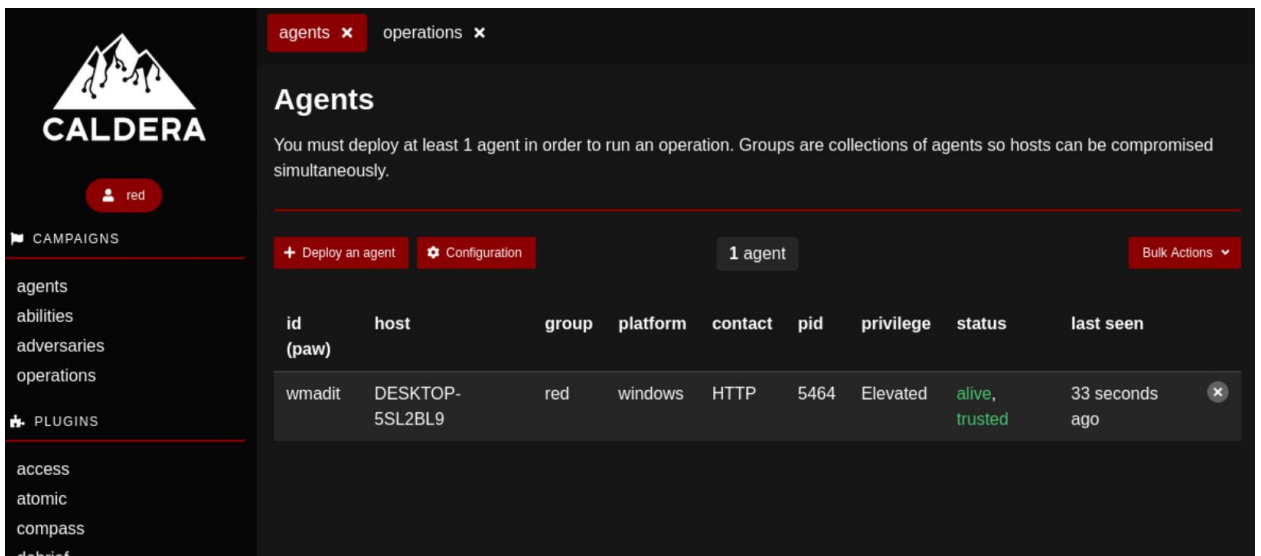 CALDERA
red
CAMPAIGNS
agents
abilities
adversaries
operations
PLUGINS
access
atomic
compass
debrief
agents ×
operations ×
Agents
You must deploy at least 1 agent in order to run an operation. Groups are collections of agents so hosts can be compromised
simultaneously.
+ Deploy an agent
Configuration
1 agent
Bulk Actions
id (paw) host group platform contact pid privilege status last seen
wmadit DESKTOP-5SL2BL9 red windows HTTP 5464 Elevated alive, trusted 33 seconds ago